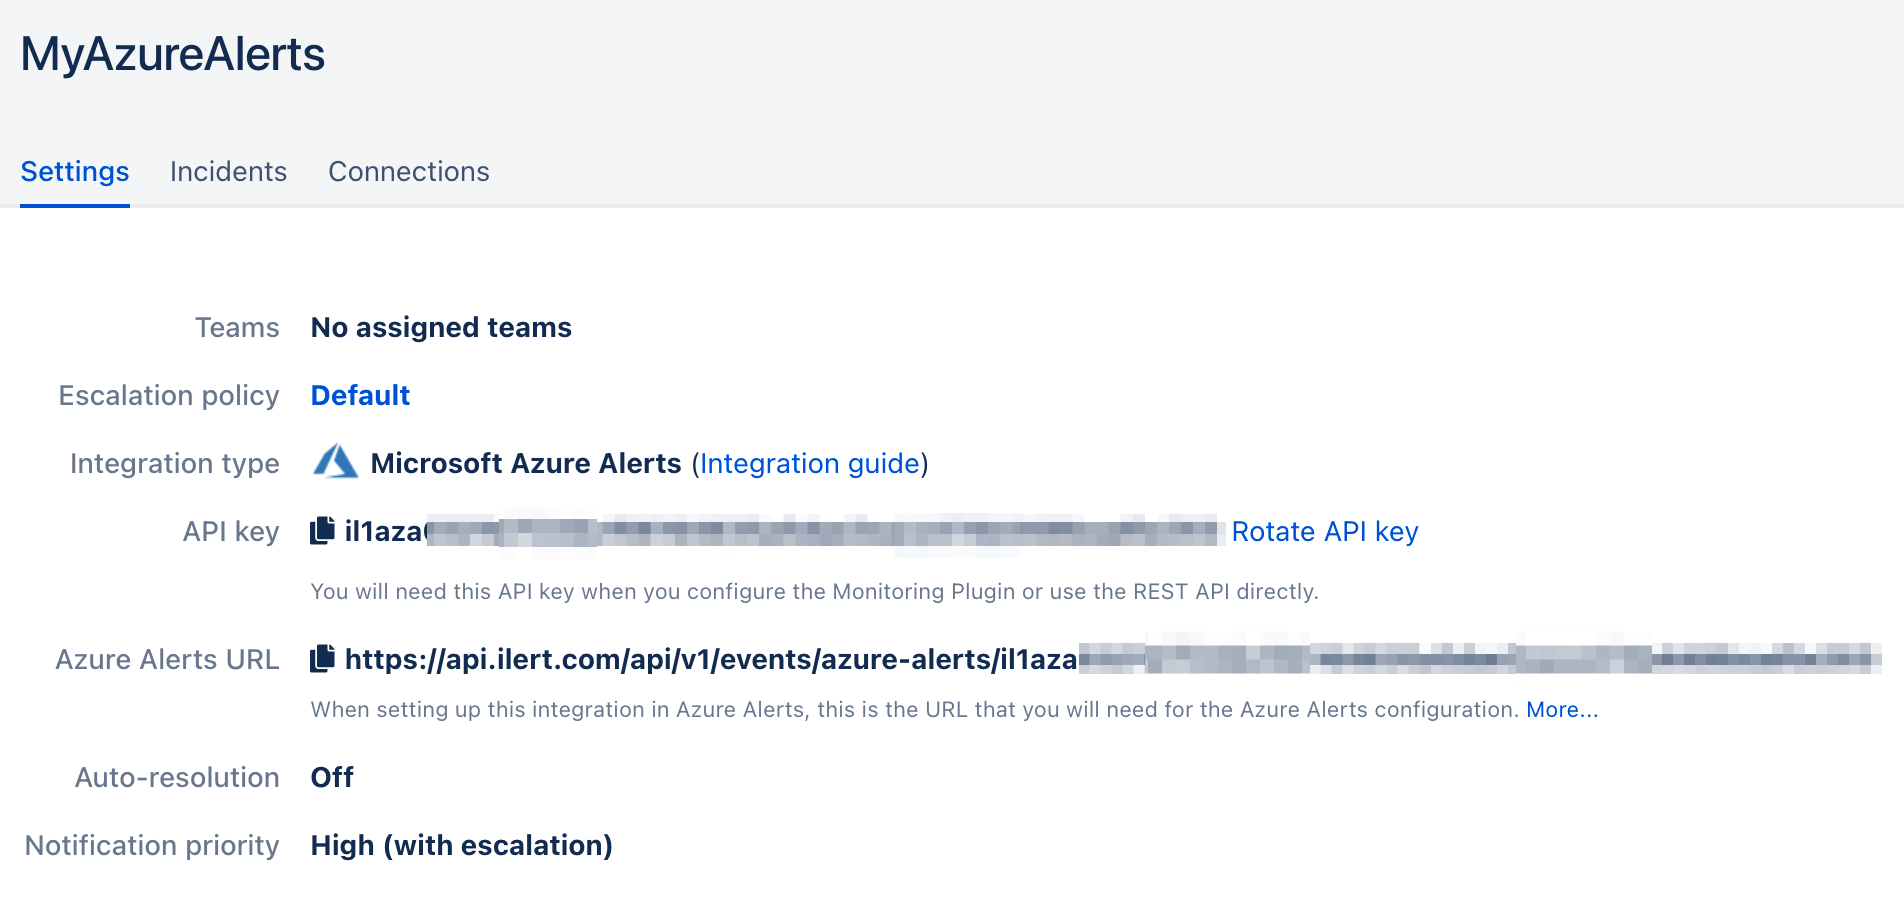 MyAzureAlerts
Settings Incidents Connections
Teams No assigned teams
Escalation policy Default
Integration type Microsoft Azure Alerts (Integration guide)
API key il1aza Rotate API key
You will need this API key when you configure the Monitoring Plugin or use the REST API directly.
Azure Alerts URL https://api.ilert.com/api/v1/events/azure-alerts/il1aza
When setting up this integration in Azure Alerts, this is the URL that you will need for the Azure Alerts configuration. More...
Auto-resolution Off
Notification priority High (with escalation)